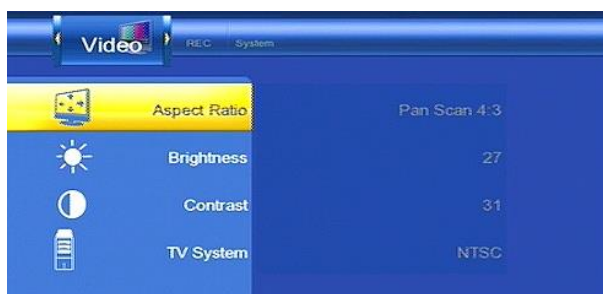 Video REC System
Aspect Ratio Pan Scan 4:3
Brightness 27
Contrast 31
TV System NTSC